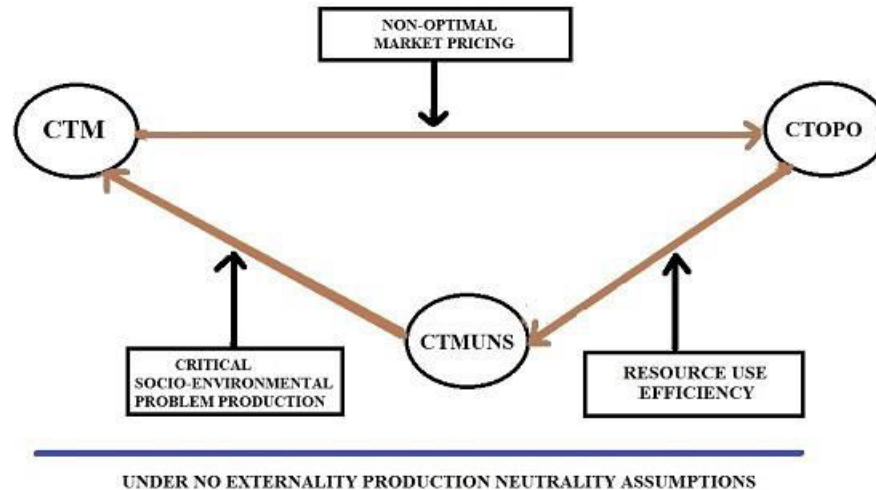 NON-OPTIMAL
MARKET PRICING
CTM
CTOPO
CTMUNS
CRITICAL
SOCIO-ENVIRONMENTAL
PROBLEM PRODUCTION
RESOURCE USE
EFFICIENCY
UNDER NO EXTERNALITY PRODUCTION NEUTRALITY ASSUMPTIONS